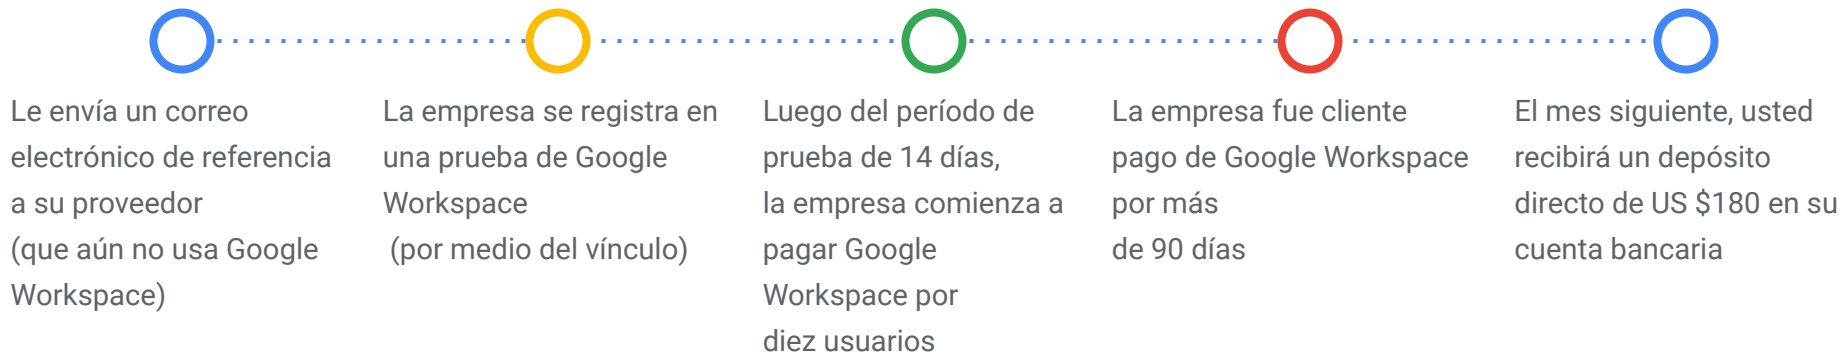 Le envía un correo
electrónico de referencia
a su proveedor
(que aún no usa Google
Workspace)
La empresa se registra en
una prueba de Google
Workspace
(por medio del vínculo)
Luego del período de
prueba de 14 días,
la empresa comienza a
pagar Google
Workspace por
diez usuarios
La empresa fue cliente
pago de Google Workspace
por más
de 90 días
El mes siguiente, usted
recibirá un depósito
directo de US $180 en su
cuenta bancaria